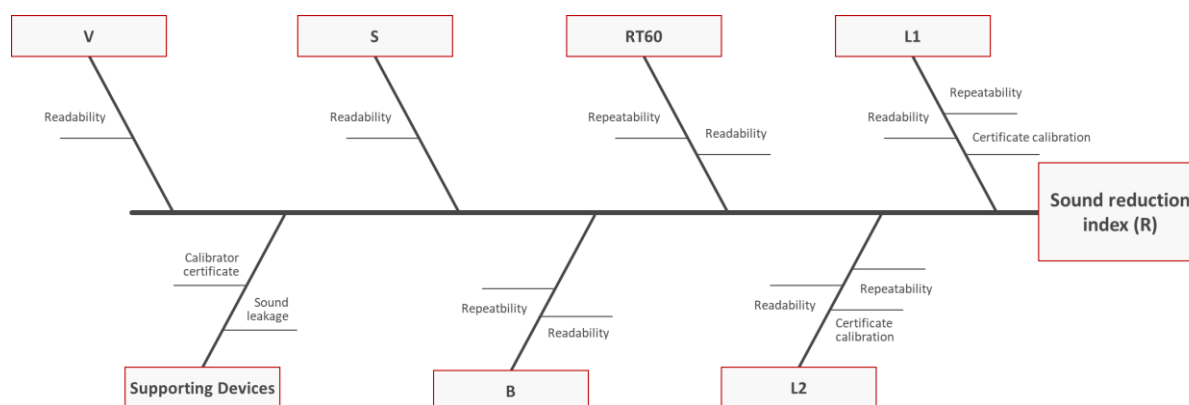 V
S
RT60
L1
Readability
Readability
Repeatability
Readability
Repeatability
Readability
Certificate calibration
Sound reduction
index (R)
Calibrator
certificate
Sound
leakage
Repeatbility
Readability
Readability
Repeatability
Certificate
calibration
Supporting Devices
B
L2